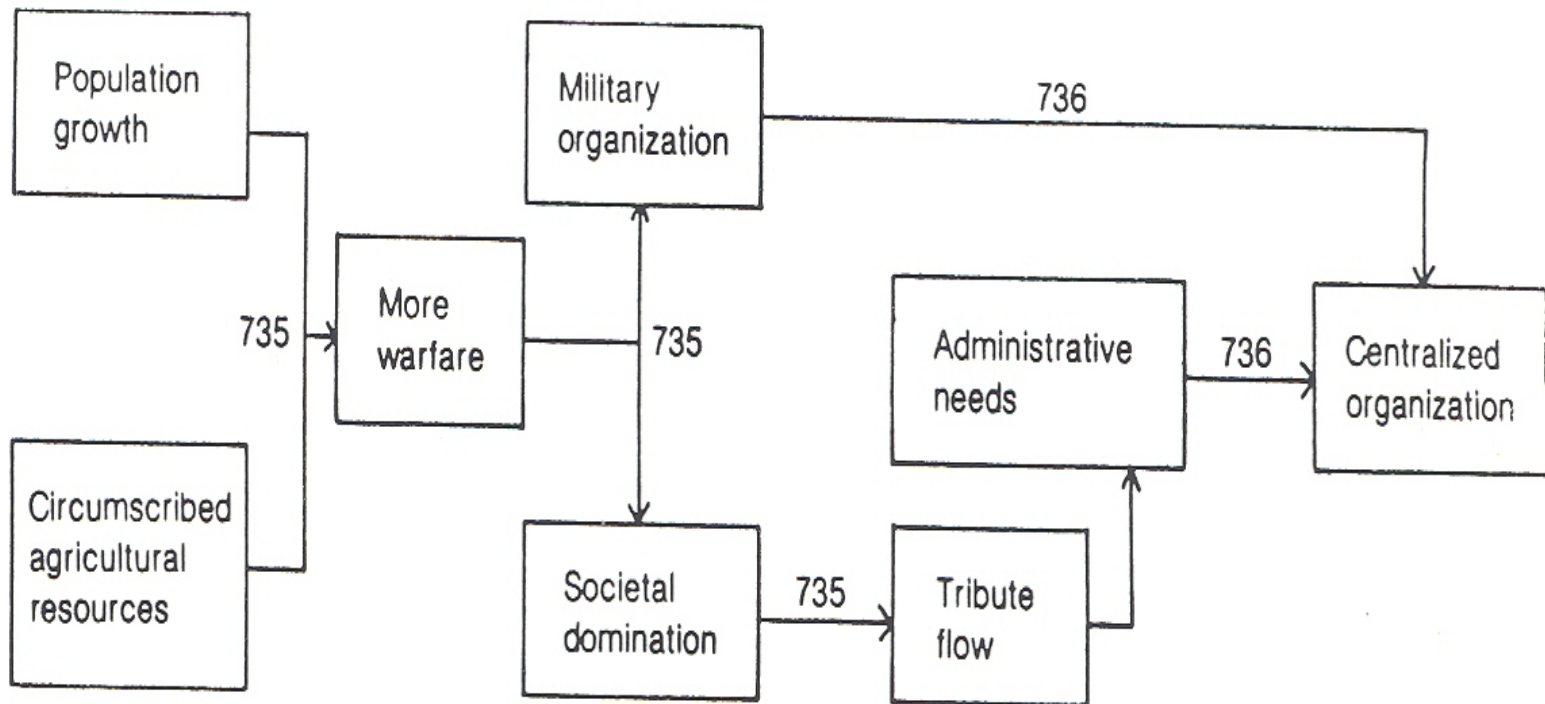 Population
growth
Military
organization
736
735
More
warfare
735
Administrative
needs
736
Centralized
organization
Circumscribed
agricultural
resources
Societal
domination
735
Tribute
flow